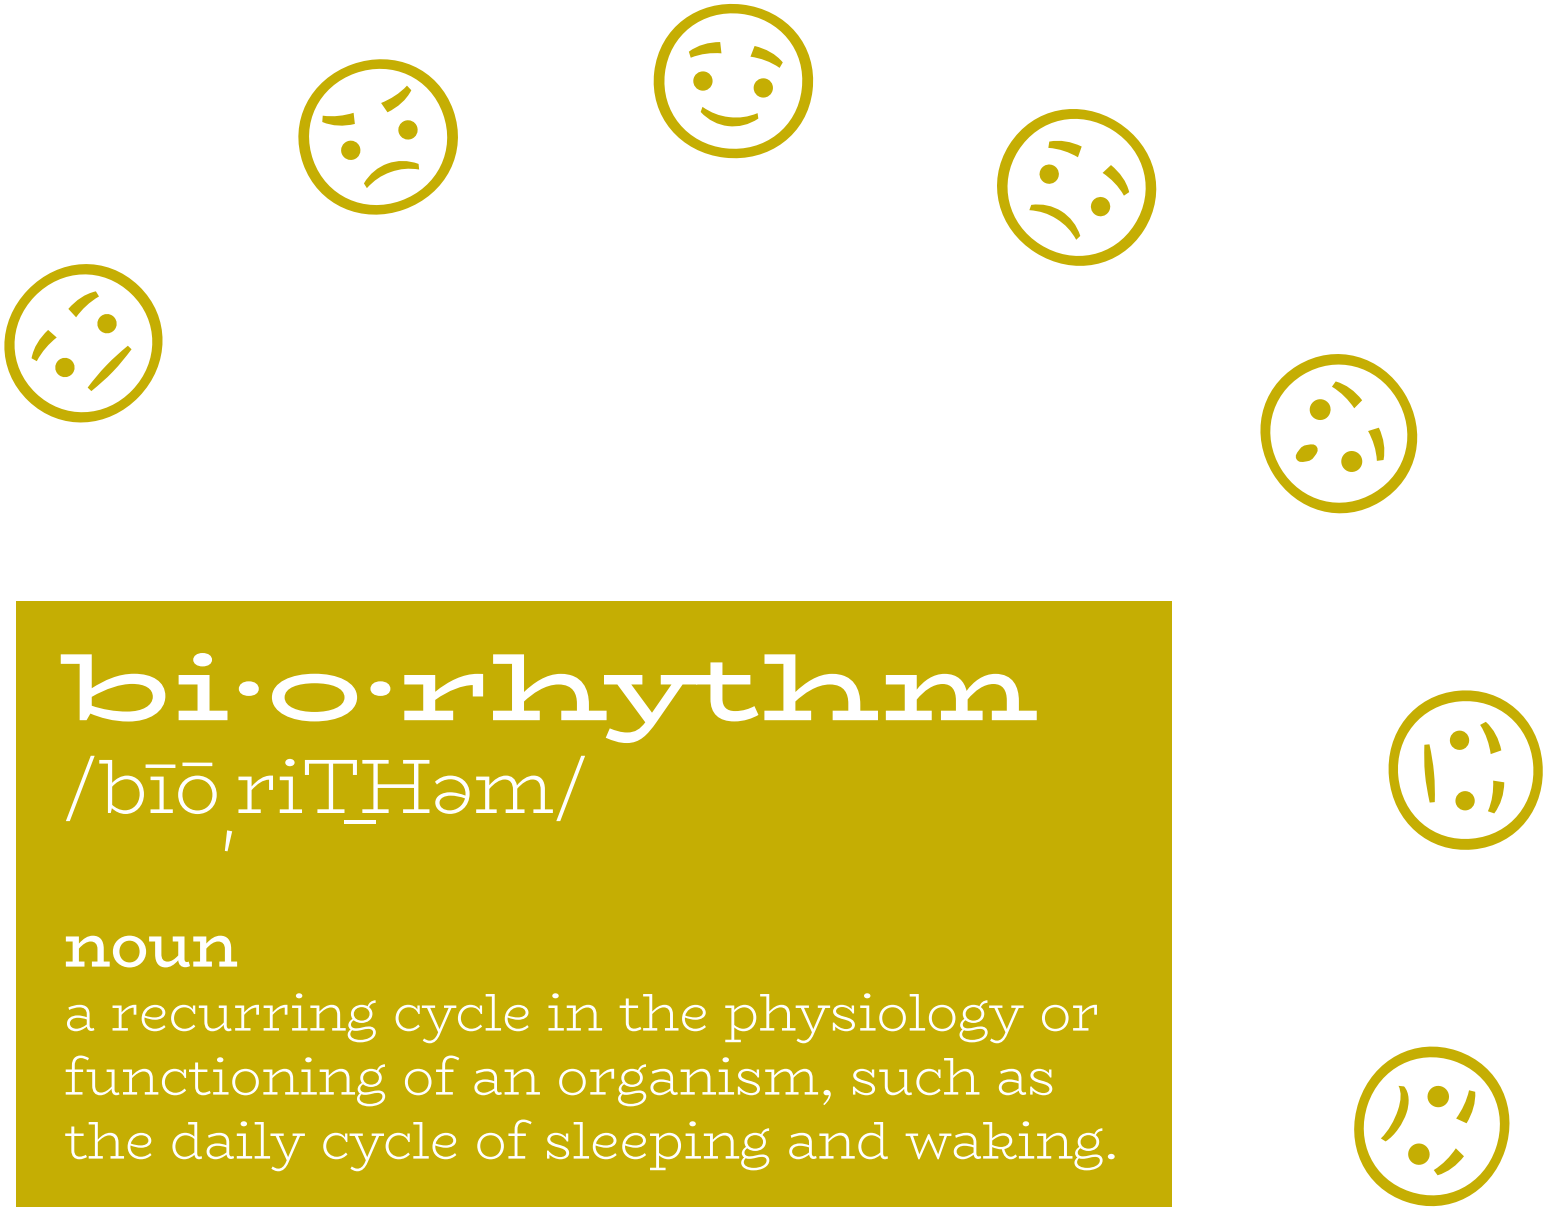 bi·o·rhythm
/bīōˌriT͟Həm/
noun
a recurring cycle in the physiology or
functioning of an organism, such as
the daily cycle of sleeping and waking.